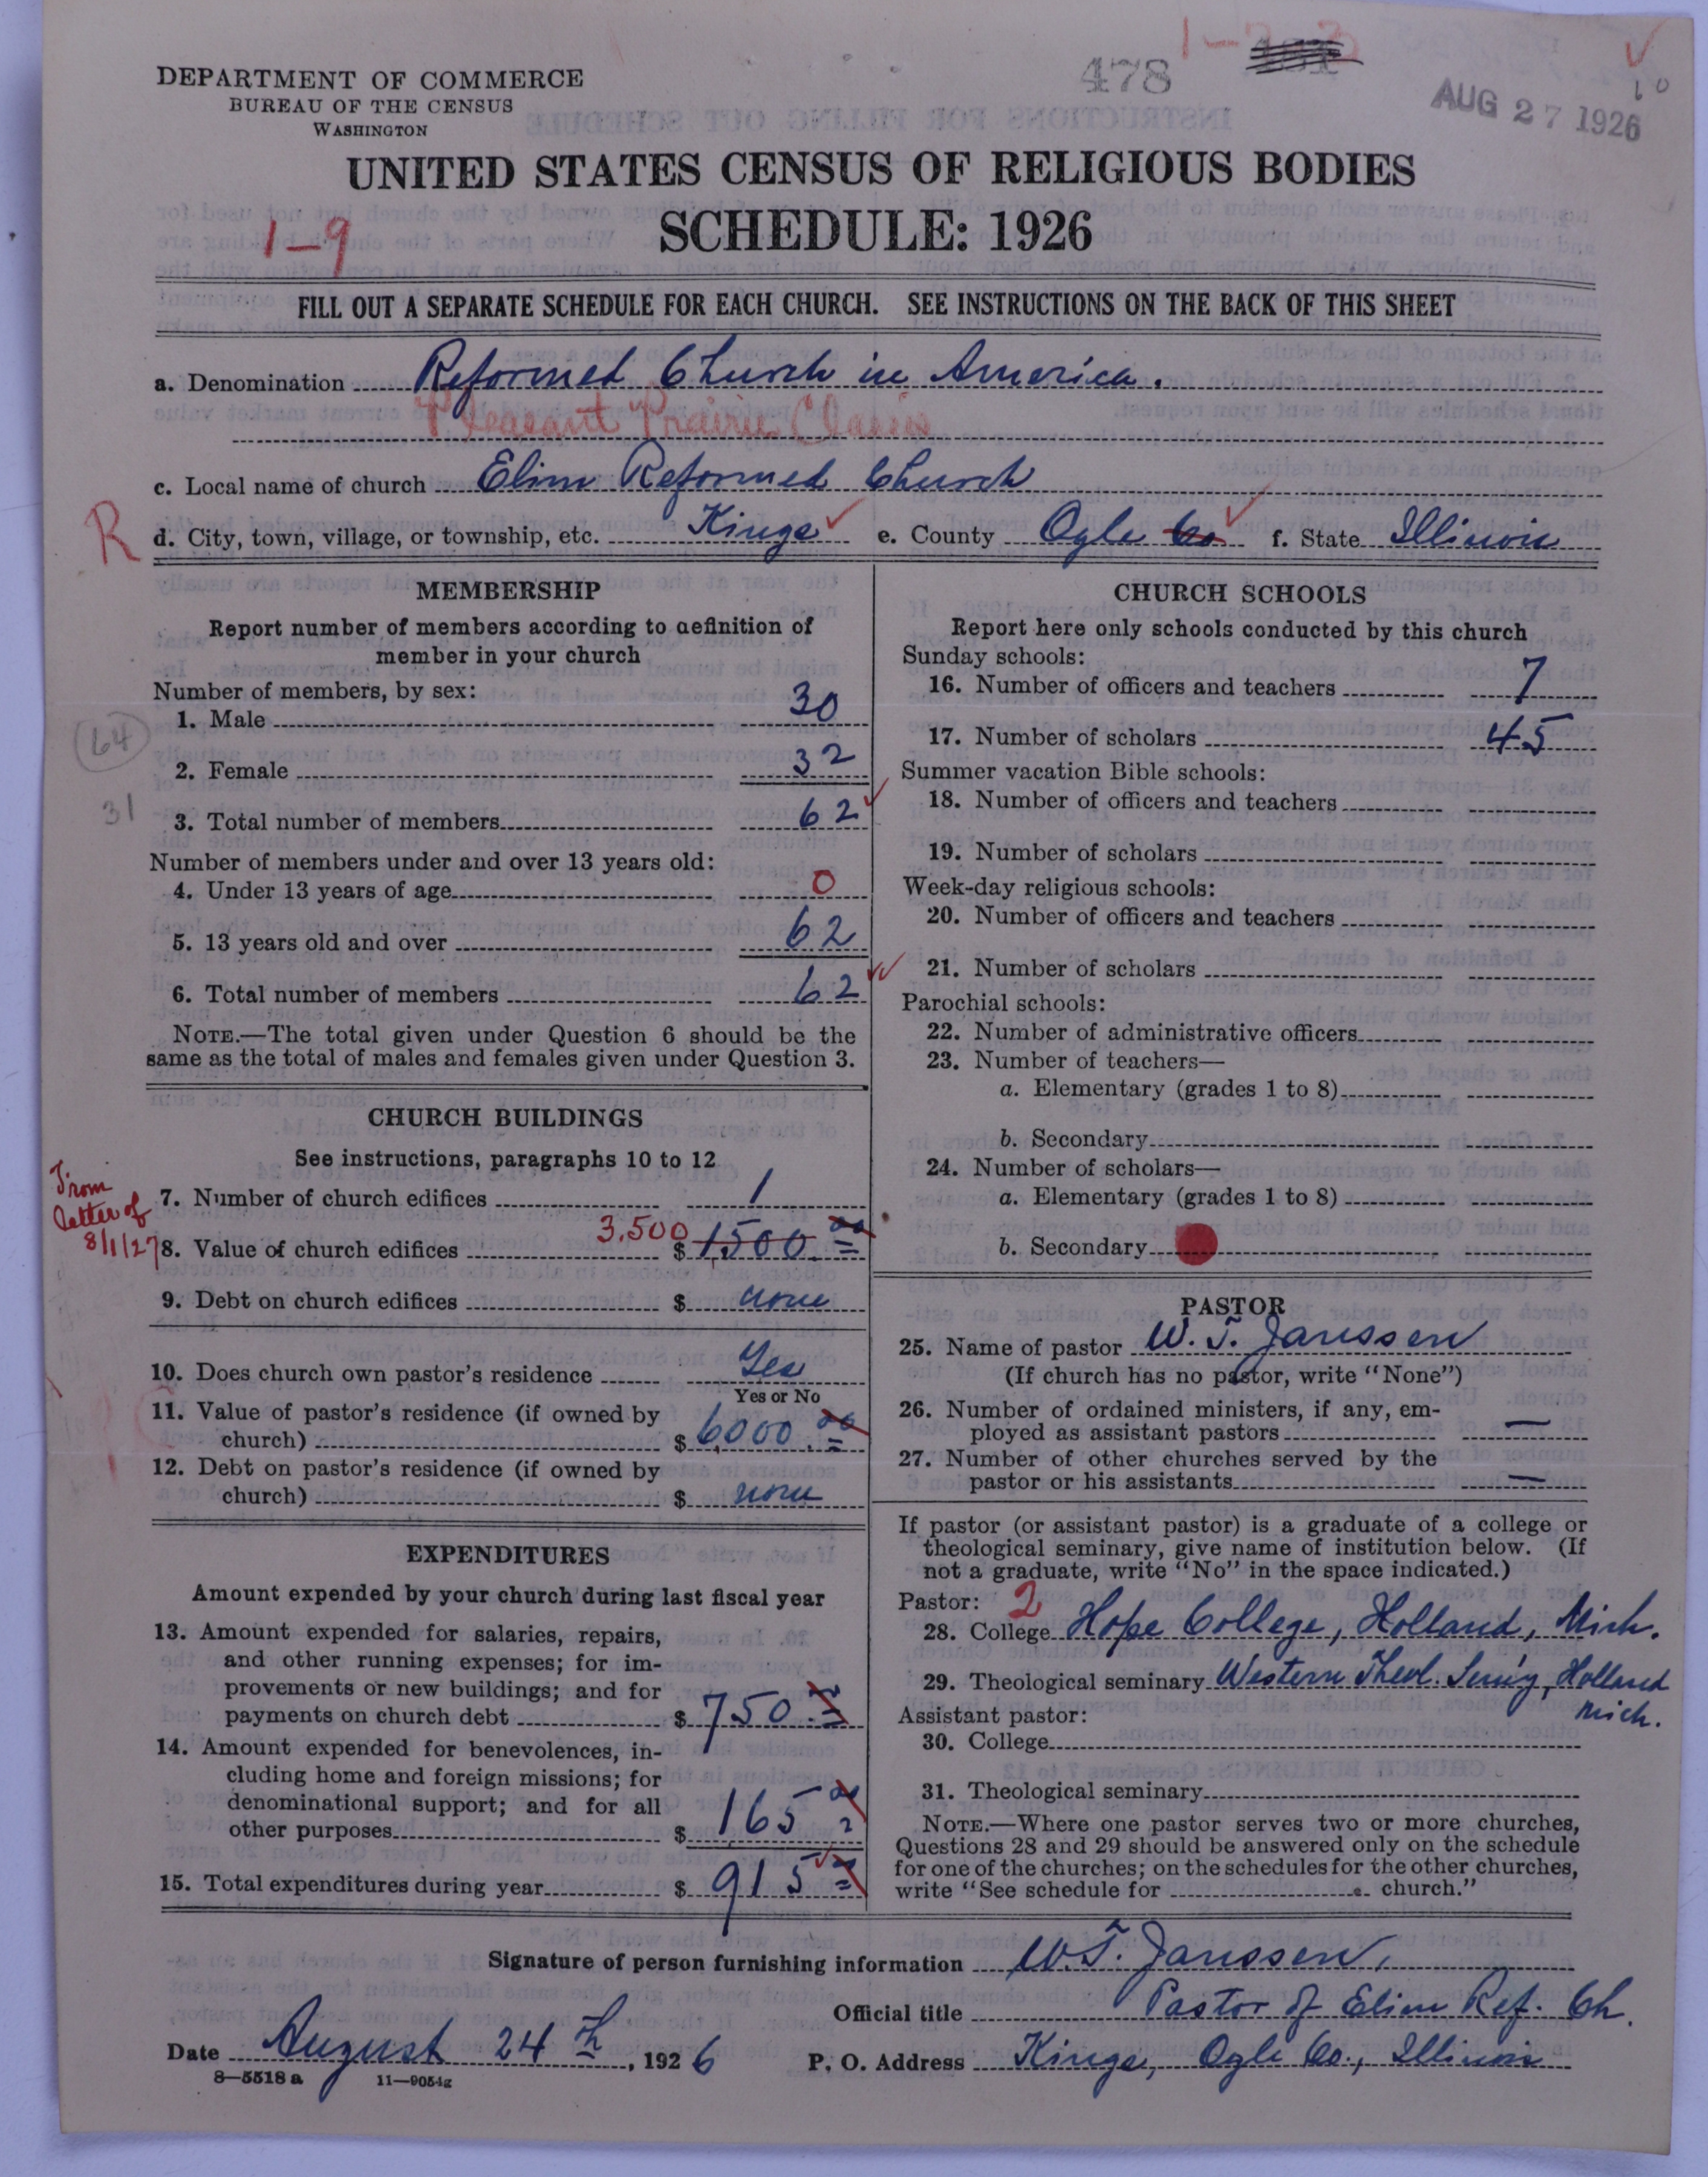 478
1-
AUG 27 1926
DEPARTMENT OF COMMERCE
BUREAU OF THE CENSUS
WASHINGTON
UNITED STATES CENSUS OF RELIGIOUS BODIES
1-9
SCHEDULE: 1926
FILL OUT A SEPARATE SCHEDULE FOR EACH CHURCH. SEE INSTRUCTIONS ON THE BACK OF THIS SHEET
a. Denomination Reformed Church in America.
Pleasant Prairie Classis
c. Local name of church Elim Reformed Church
R
d. City, town, village, or township, etc. Kings e. County Ogle Co f. State Illinois
MEMBERSHIP
Report number of members according to definition of
member in your church
Number of members, by sex:
1. Male 30
64
2. Female 32
31
3. Total number of members 62
Number of members under and over 13 years old:
4. Under 13 years of age 0
5. 13 years old and over 62
6. Total number of members 62
NOTE.—The total given under Question 6 should be the
same as the total of males and females given under Question 3.
CHURCH BUILDINGS
See instructions, paragraphs 10 to 12
From
letter of
8/1/27
7. Number of church edifices 1
8. Value of church edifices 3,500 $ 1500.00
9. Debt on church edifices $ none
10. Does church own pastor's residence Yes
Yes or No
11. Value of pastor's residence (if owned by
church) $ 6000.00
12. Debt on pastor's residence (if owned by
church) $ none
EXPENDITURES
Amount expended by your church during last fiscal year
13. Amount expended for salaries, repairs,
and other running expenses; for im-
provements or new buildings; and for
payments on church debt $ 750.
14. Amount expended for benevolences, in-
cluding home and foreign missions; for
denominational support; and for all
other purposes $ 165 00
15. Total expenditures during year $ 915 00
CHURCH SCHOOLS
Report here only schools conducted by this church
Sunday schools:
16. Number of officers and teachers 7
17. Number of scholars 45
Summer vacation Bible schools:
18. Number of officers and teachers
19. Number of scholars
Week-day religious schools:
20. Number of officers and teachers
21. Number of scholars
Parochial schools:
22. Number of administrative officers
23. Number of teachers—
a. Elementary (grades 1 to 8)
b. Secondary
24. Number of scholars—
a. Elementary (grades 1 to 8)
b. Secondary
PASTOR
25. Name of pastor W. T. Janssen
(If church has no pastor, write "None")
26. Number of ordained ministers, if any, em-
ployed as assistant pastors —
27. Number of other churches served by the
pastor or his assistants —
If pastor (or assistant pastor) is a graduate of a college or
theological seminary, give name of institution below. (If
not a graduate, write "No" in the space indicated.)
Pastor: 2
28. College Hope College, Holland, Mich.
29. Theological seminary Western Theol. Sem'y, Holland
Mich.
Assistant pastor:
30. College
31. Theological seminary
NOTE.—Where one pastor serves two or more churches,
Questions 28 and 29 should be answered only on the schedule
for one of the churches; on the schedules for the other churches,
write "See schedule for church."
Signature of person furnishing information W. T. Janssen,
Official title Pastor of Elim Ref. Ch.
Date August 24th, 1926 P. O. Address Kings, Ogle Co., Illinois
8—5518 a 11—9054g